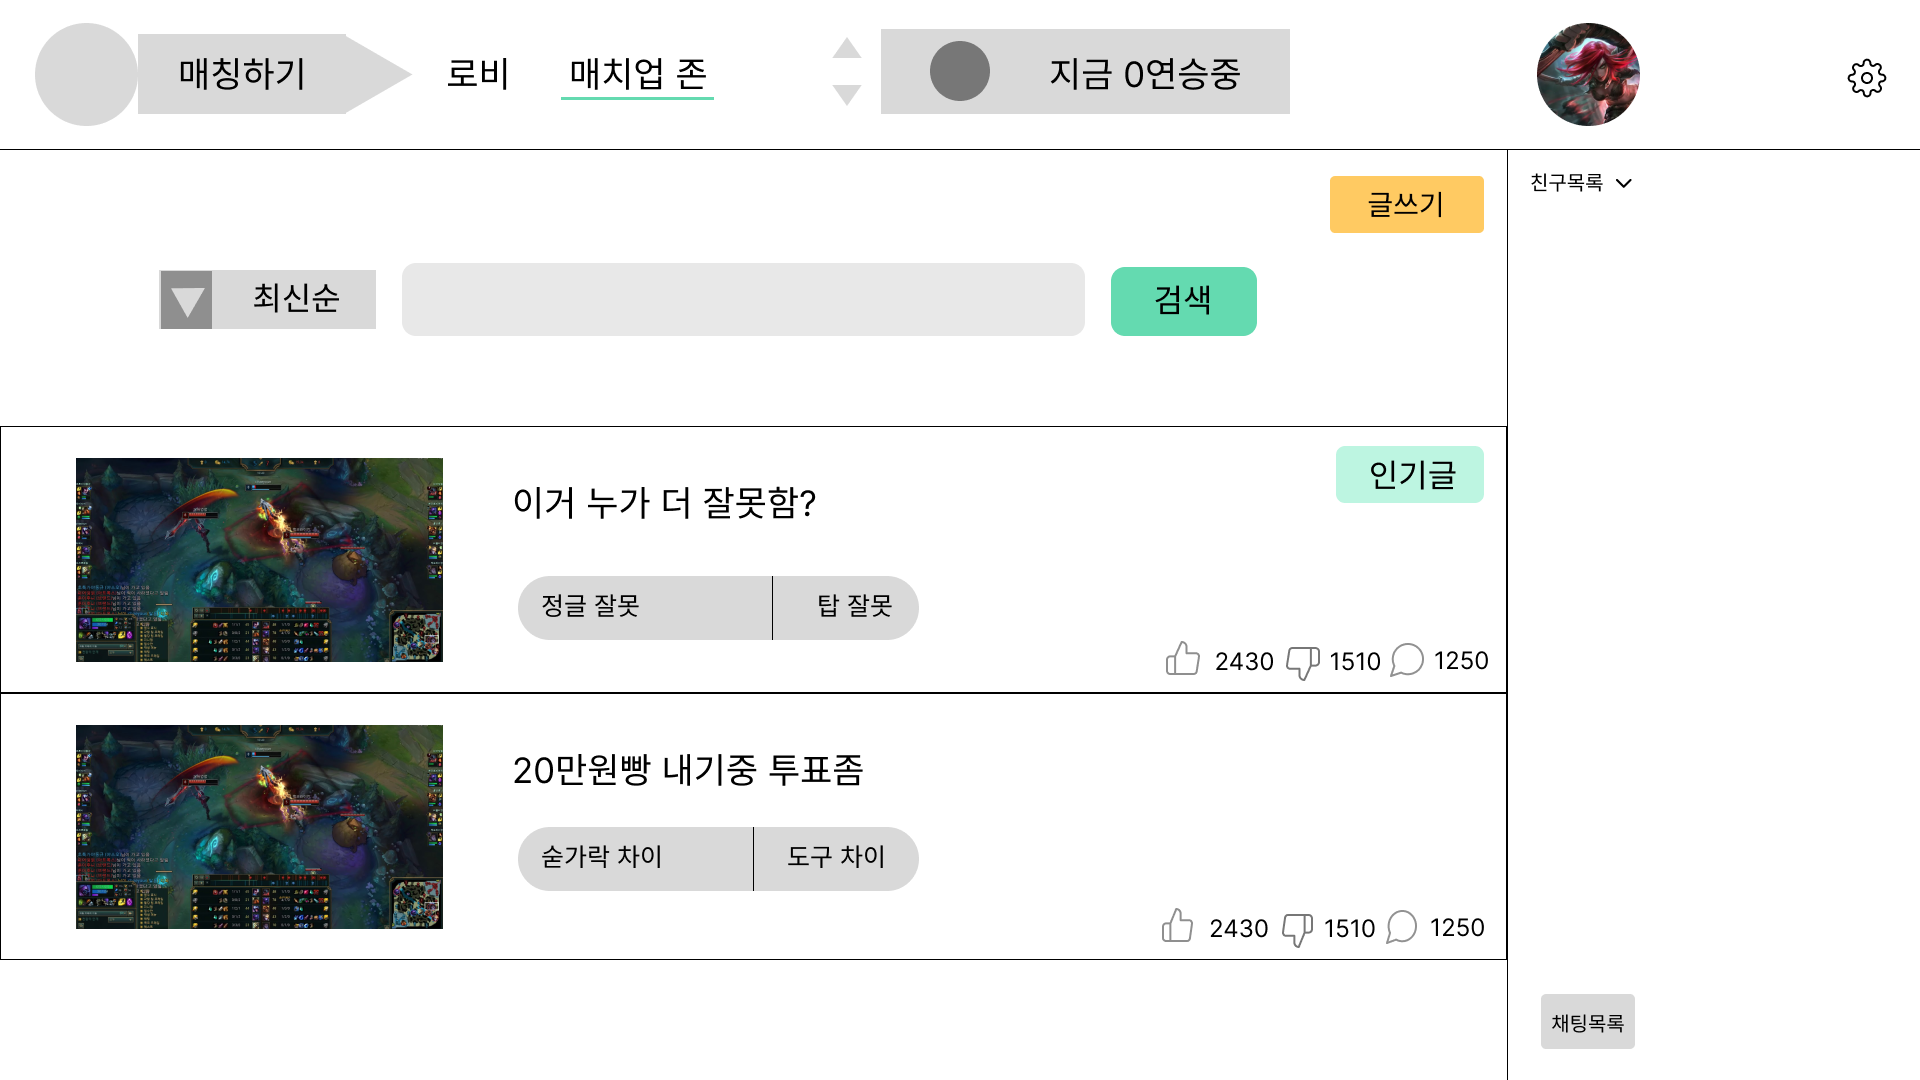 매칭하기
로비
매치업 존
지금 0연승중
친구목록
글쓰기
최신순
검색
인기글
이거 누가 더 잘못함?
정글 잘못
탑 잘못
2430
1510
1250
20만원빵 내기중 투표좀
숟가락 차이
도구 차이
2430
1510
1250
채팅목록